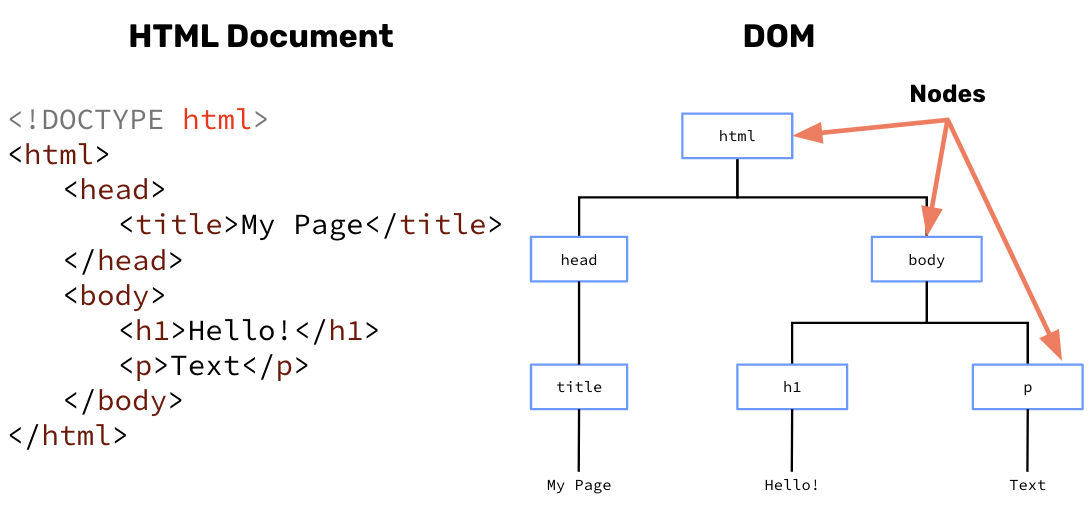 HTML Document
<!DOCTYPE html>
<html>
<head>
<title>My Page</title>
</head>
<body>
<h1>Hello!</h1>
<p>Text</p>
</body>
</html>
DOM
Nodes
html
head
body
title
h1
p
My Page
Hello!
Text